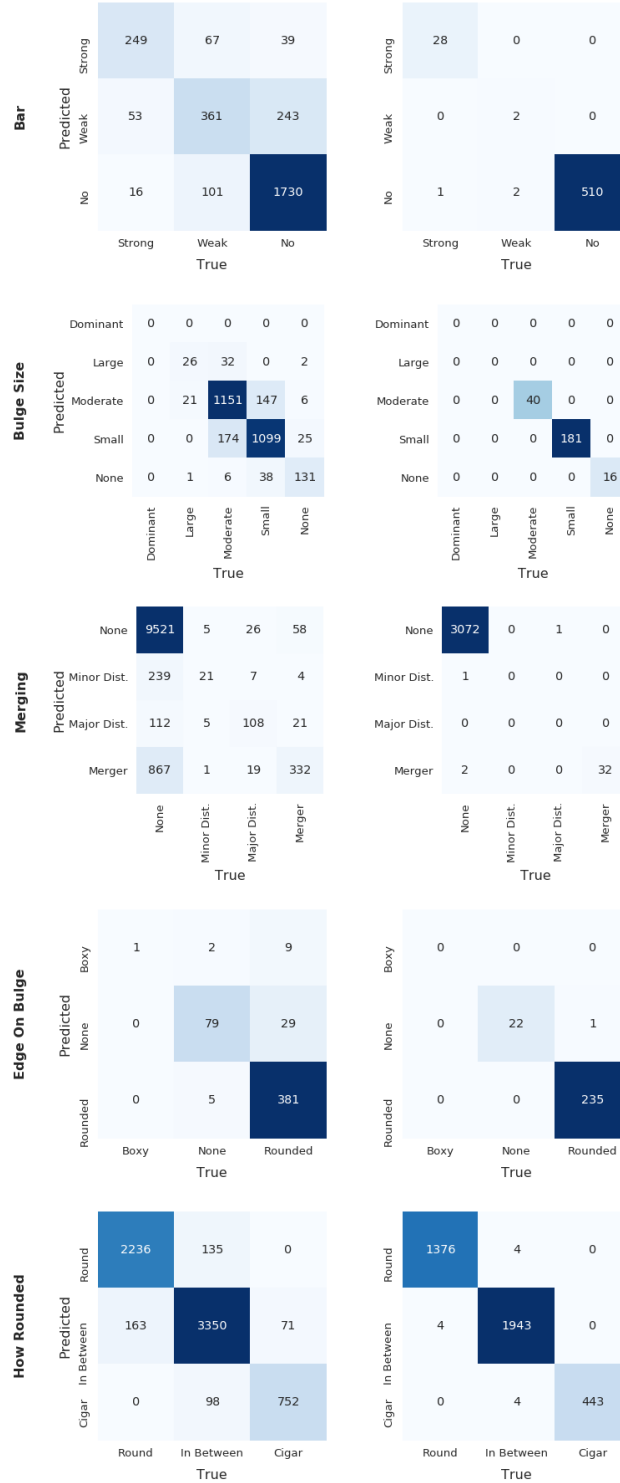 Bar
Predicted
Strong 249 67 39
Weak 53 361 243
No 16 101 1730
Strong Weak No
True
Strong 28 0 0
Weak 0 2 0
No 1 2 510
Strong Weak No
True
Bulge Size
Predicted
Dominant 0 0 0 0 0
Large 0 26 32 0 2
Moderate 0 21 1151 147 6
Small 0 0 174 1099 25
None 0 1 6 38 131
Dominant Large Moderate Small None
True
Dominant 0 0 0 0 0
Large 0 0 0 0 0
Moderate 0 0 40 0 0
Small 0 0 0 181 0
None 0 0 0 0 16
Dominant Large Moderate Small None
True
Merging
Predicted
None 9521 5 26 58
Minor Dist. 239 21 7 4
Major Dist. 112 5 108 21
Merger 867 1 19 332
None Minor Dist. Major Dist. Merger
True
None 3072 0 1 0
Minor Dist. 1 0 0 0
Major Dist. 0 0 0 0
Merger 2 0 0 32
None Minor Dist. Major Dist. Merger
True
Edge On Bulge
Predicted
Boxy 1 2 9
None 0 79 29
Rounded 0 5 381
Boxy None Rounded
True
Boxy 0 0 0
None 0 22 1
Rounded 0 0 235
Boxy None Rounded
True
How Rounded
Predicted
Round 2236 135 0
In Between 163 3350 71
Cigar 0 98 752
Round In Between Cigar
True
Round 1376 4 0
In Between 4 1943 0
Cigar 0 4 443
Round In Between Cigar
True